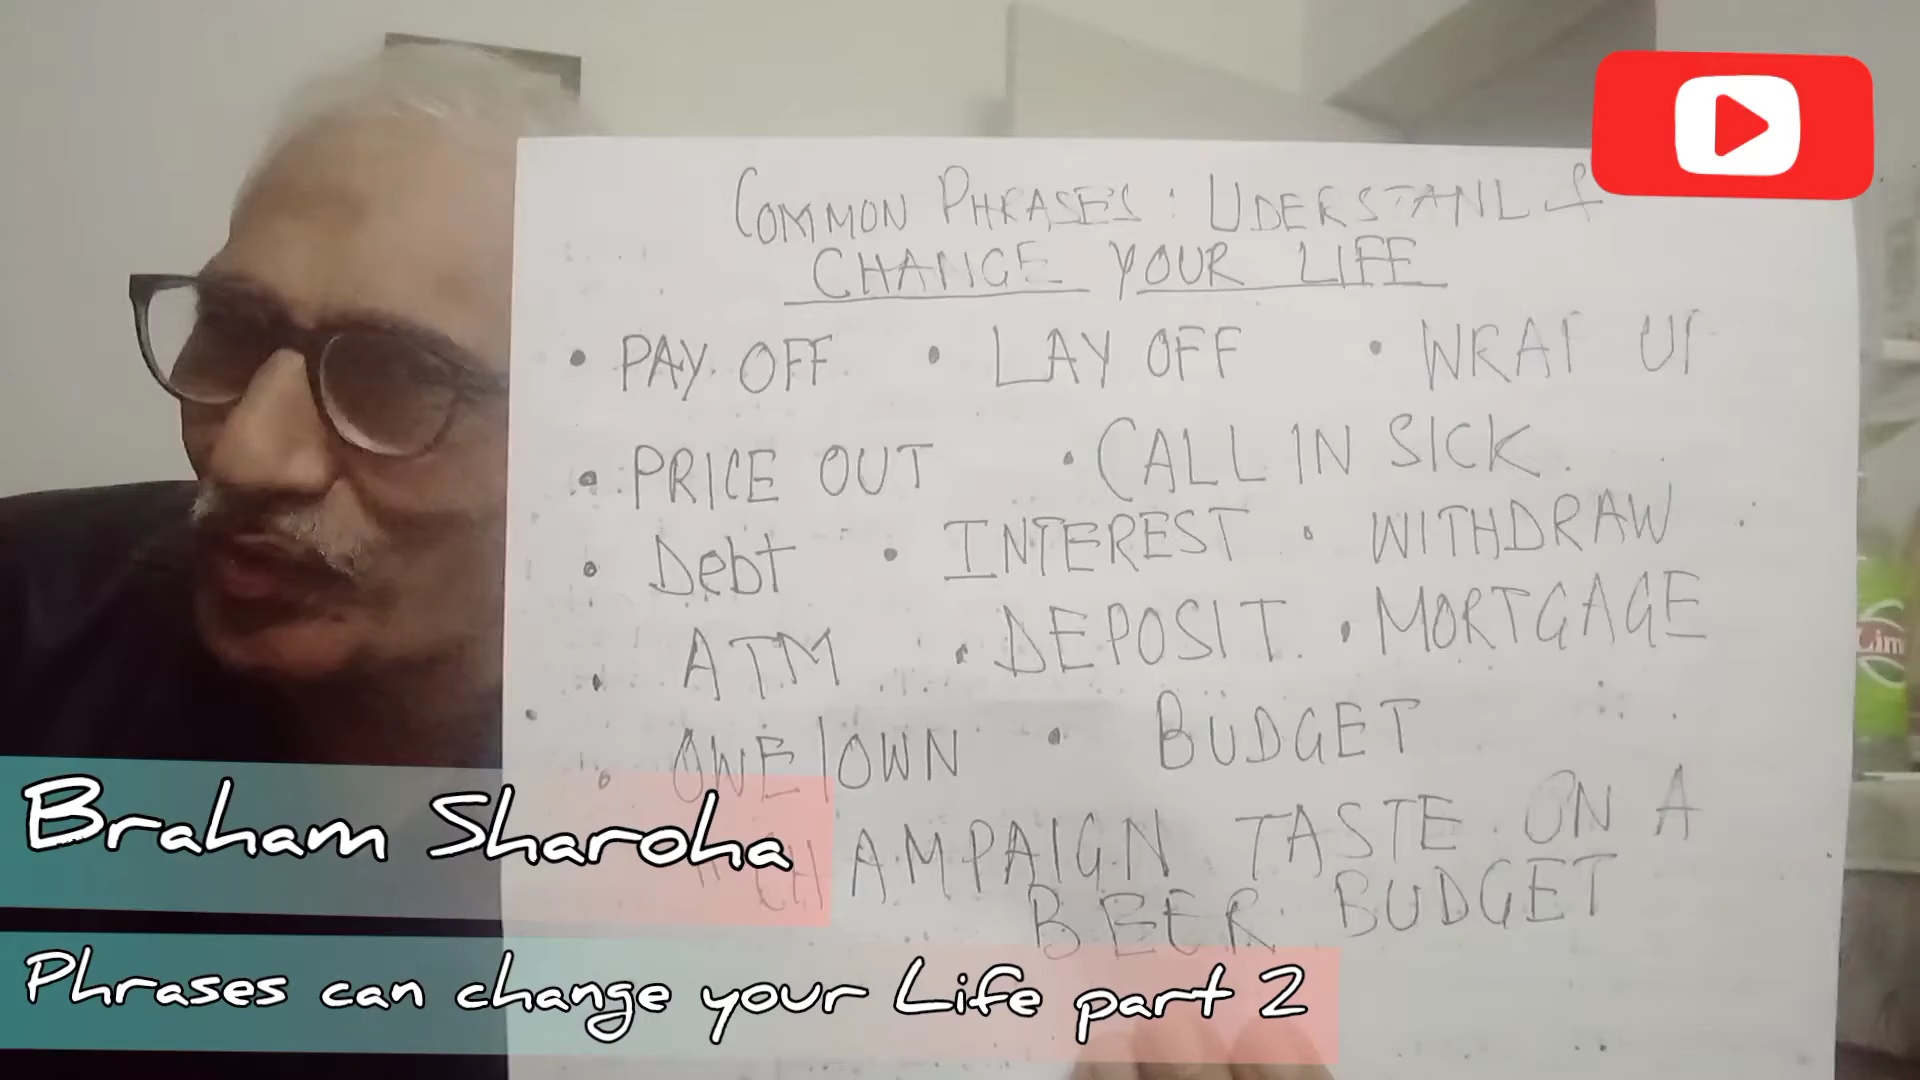 COMMON PHRASES: UDERSTAND &
CHANGE YOUR LIFE
• PAY OFF • LAY OFF • WRAP UP
• PRICE OUT • CALL IN SICK
• Debt • INTEREST • WITHDRAW
• ATM • DEPOSIT • MORTGAGE
• OWE/OWN • BUDGET
"CHAMPAIGN TASTE ON A
BEER BUDGET
Braham Sharoha
Phrases can change your Life part 2
Lim